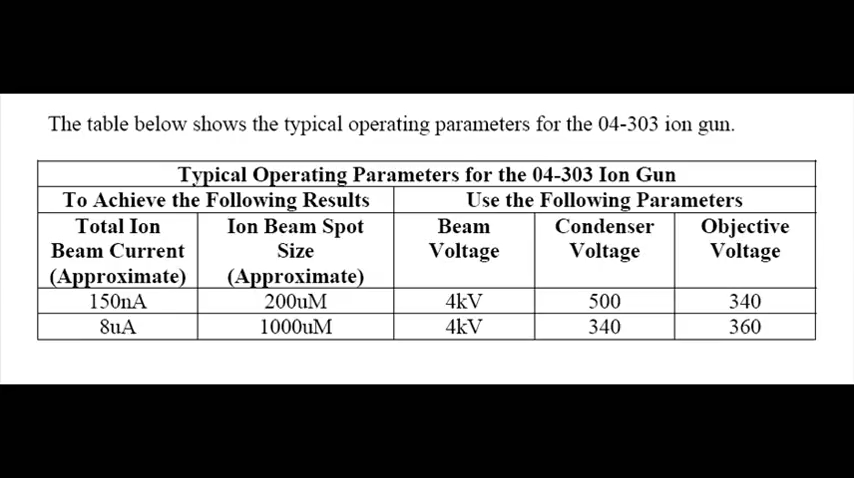 The table below shows the typical operating parameters for the 04-303 ion gun.
Typical Operating Parameters for the 04-303 Ion Gun
To Achieve the Following Results Use the Following Parameters
Total Ion Ion Beam Spot Beam Condenser Objective
Beam Current Size Voltage Voltage Voltage
(Approximate) (Approximate)
150nA 200uM 4kV 500 340
8uA 1000uM 4kV 340 360